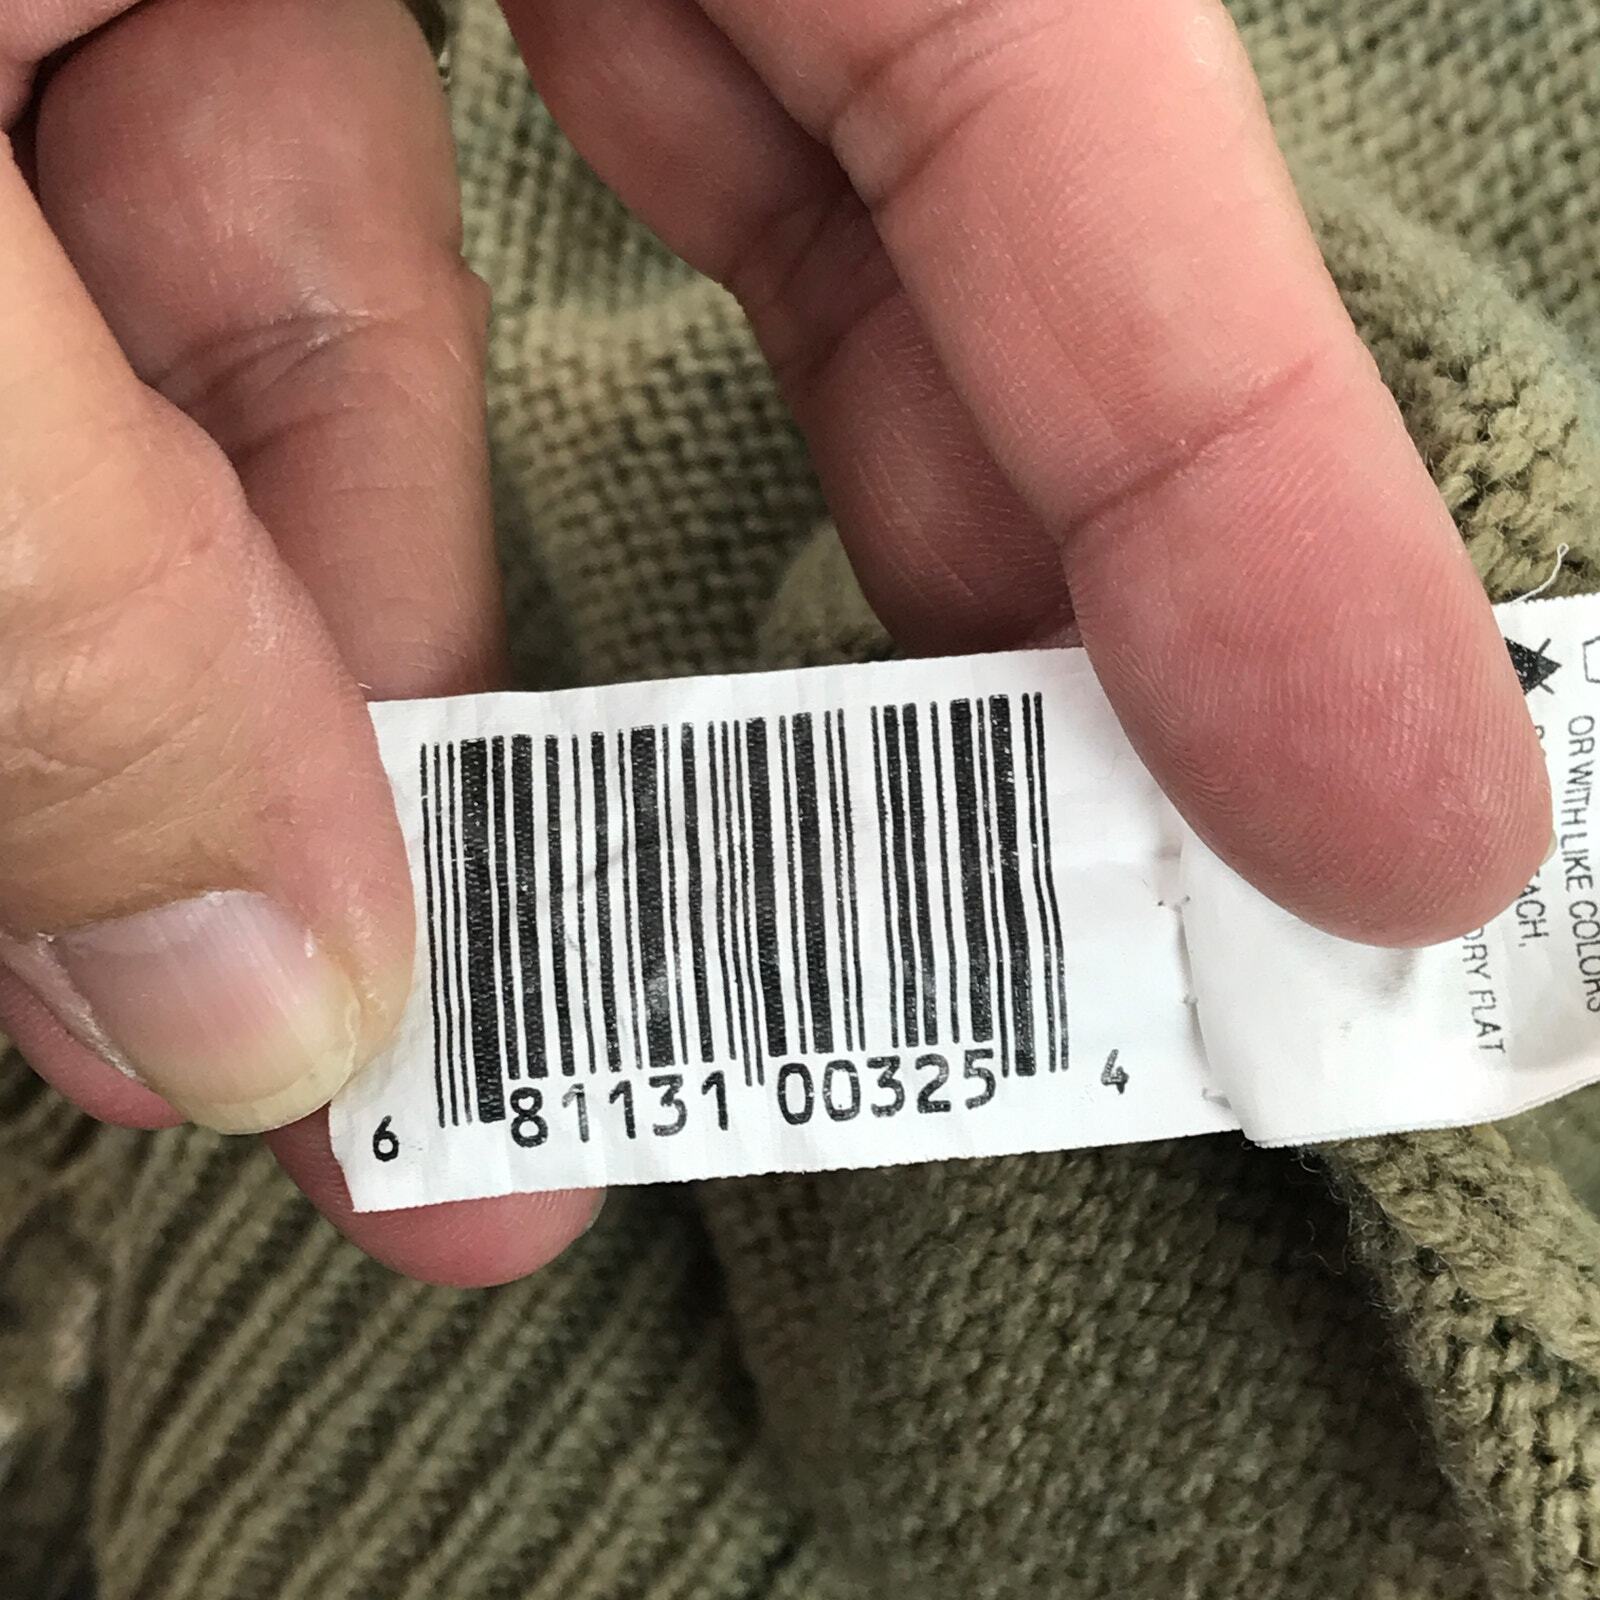 6 81131 00325 4
OR WITH LIKE COLORS
DRY FLAT